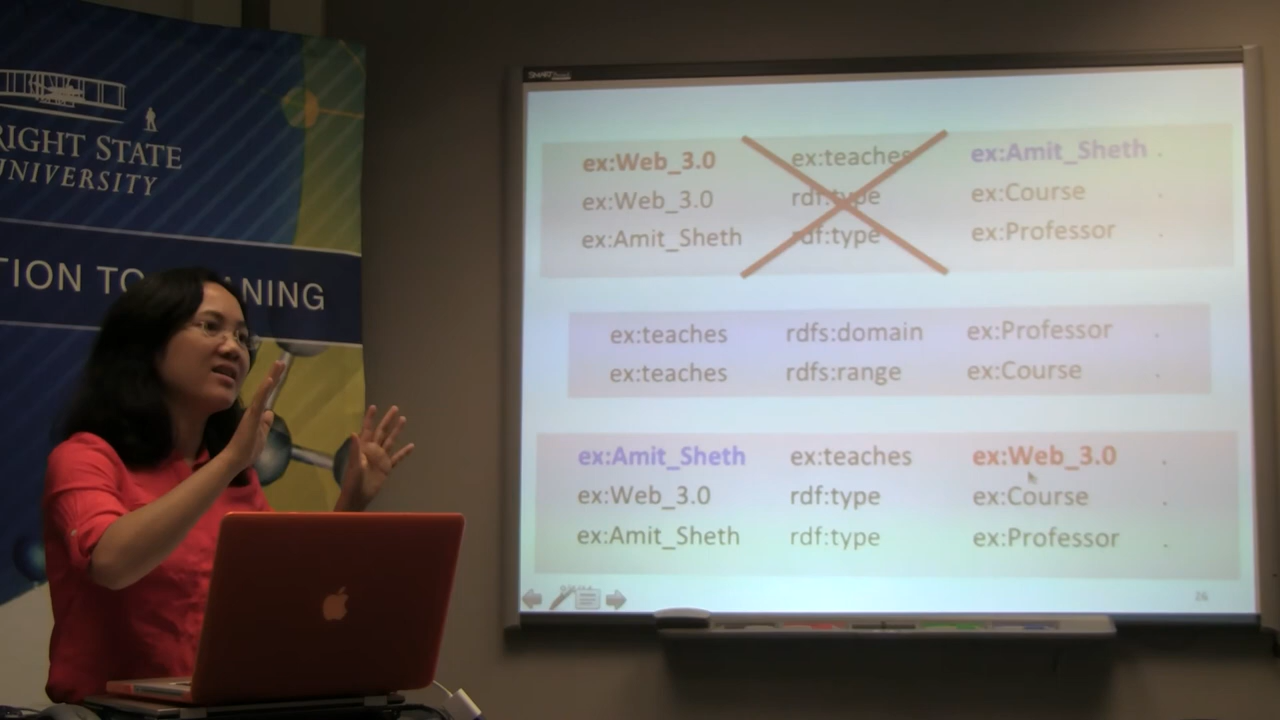 RIGHT STATE
UNIVERSITY
TION TO
ANING
SMART
ex:Web_3.0 ex:teaches ex:Amit_Sheth .
ex:Web_3.0 rdf:type ex:Course
ex:Amit_Sheth rdf:type ex:Professor .
ex:teaches rdfs:domain ex:Professor .
ex:teaches rdfs:range ex:Course .
ex:Amit_Sheth ex:teaches ex:Web_3.0 .
ex:Web_3.0 rdf:type ex:Course .
ex:Amit_Sheth rdf:type ex:Professor .
26